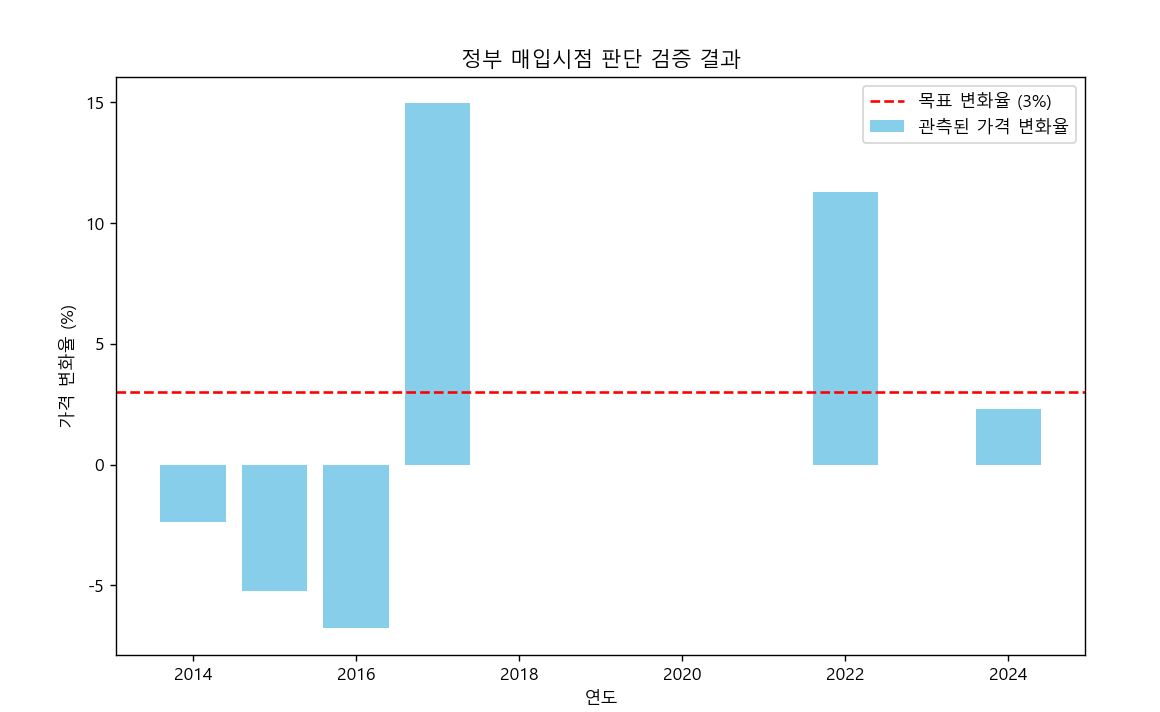 정부 매입시점 판단 검증 결과
목표 변화율 (3%)
관측된 가격 변화율
가격 변화율 (%)
15
10
5
0
-5
2014
2016
2018
2020
2022
2024
연도